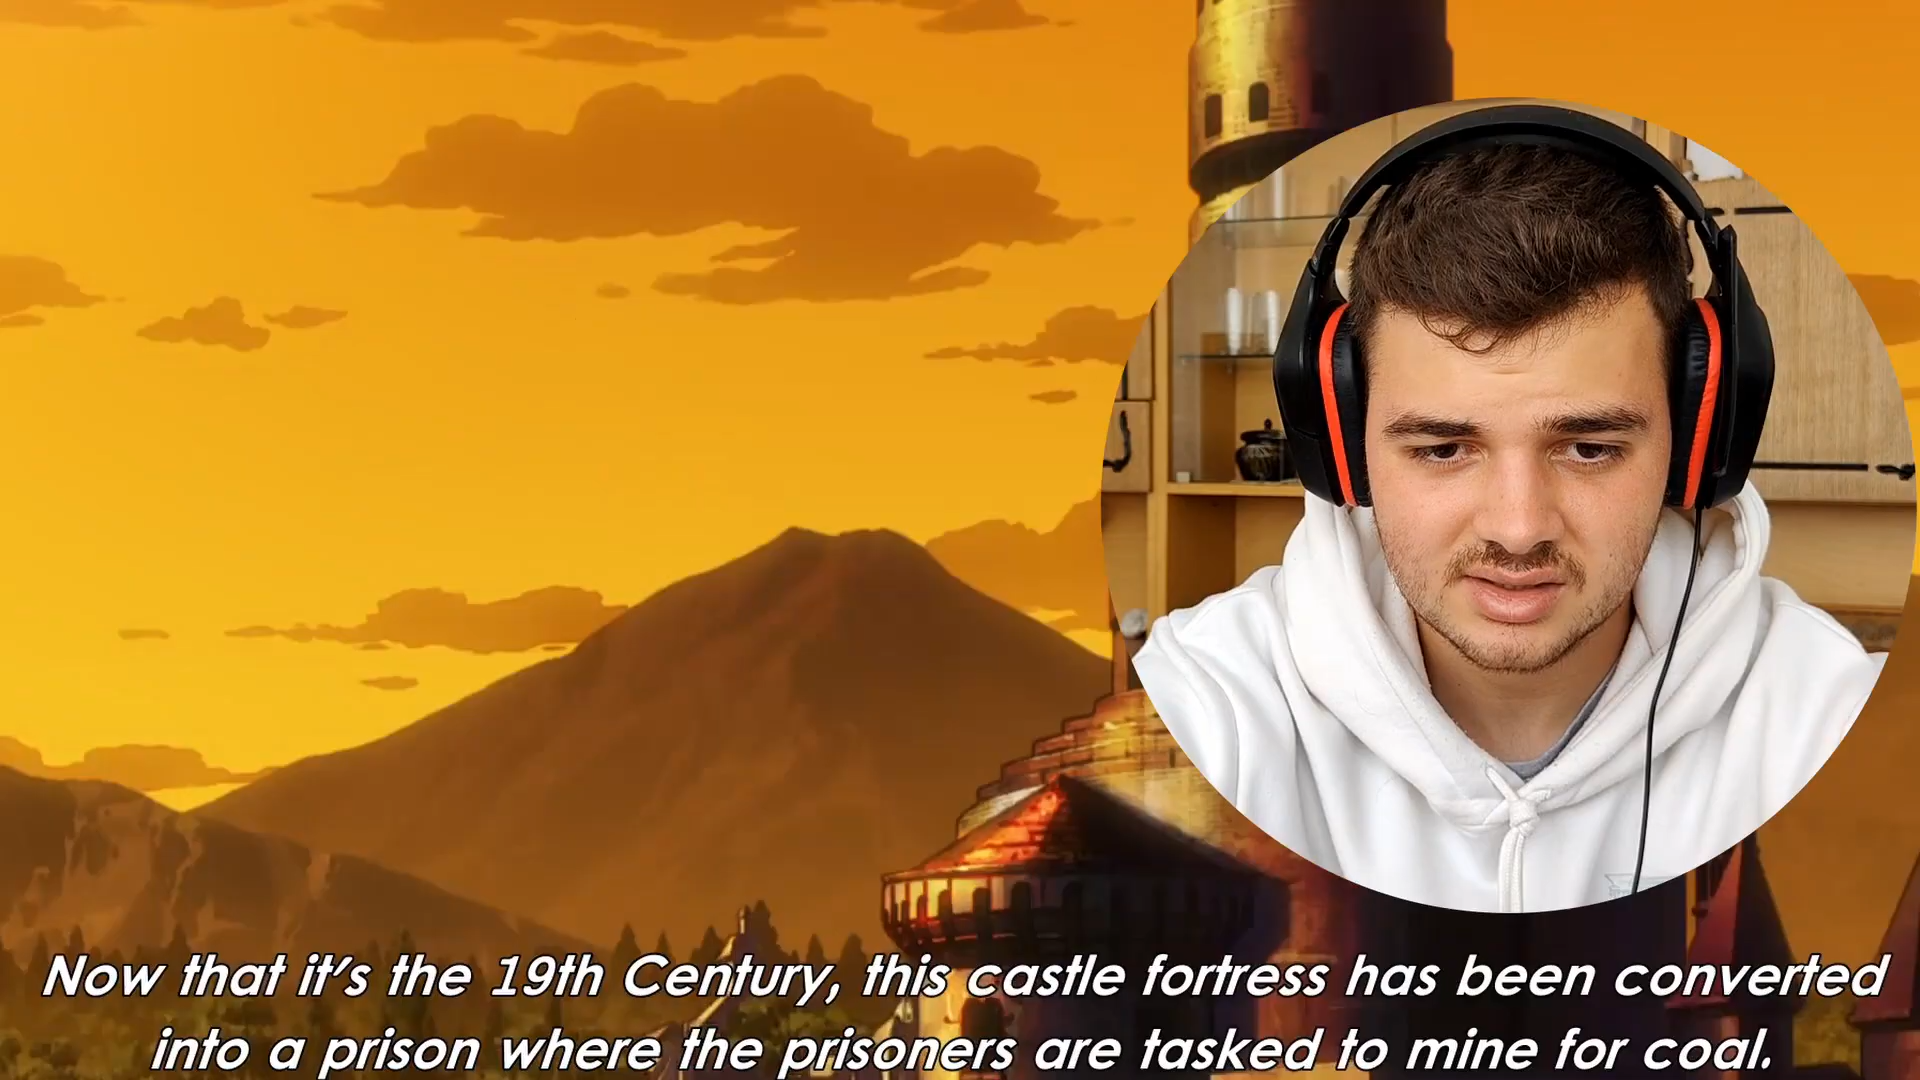 Now that it's the 19th Century, this castle fortress has been converted
into a prison where the prisoners are tasked to mine for coal.